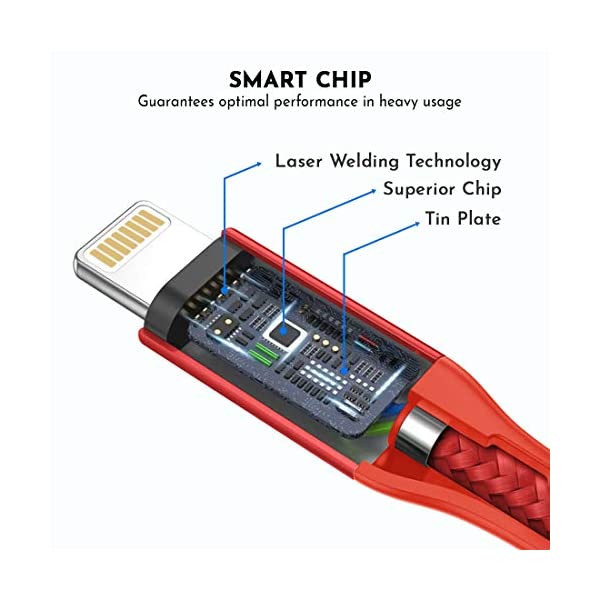 SMART CHIP
Guarantees optimal performance in heavy usage
Laser Welding Technology
Superior Chip
Tin Plate